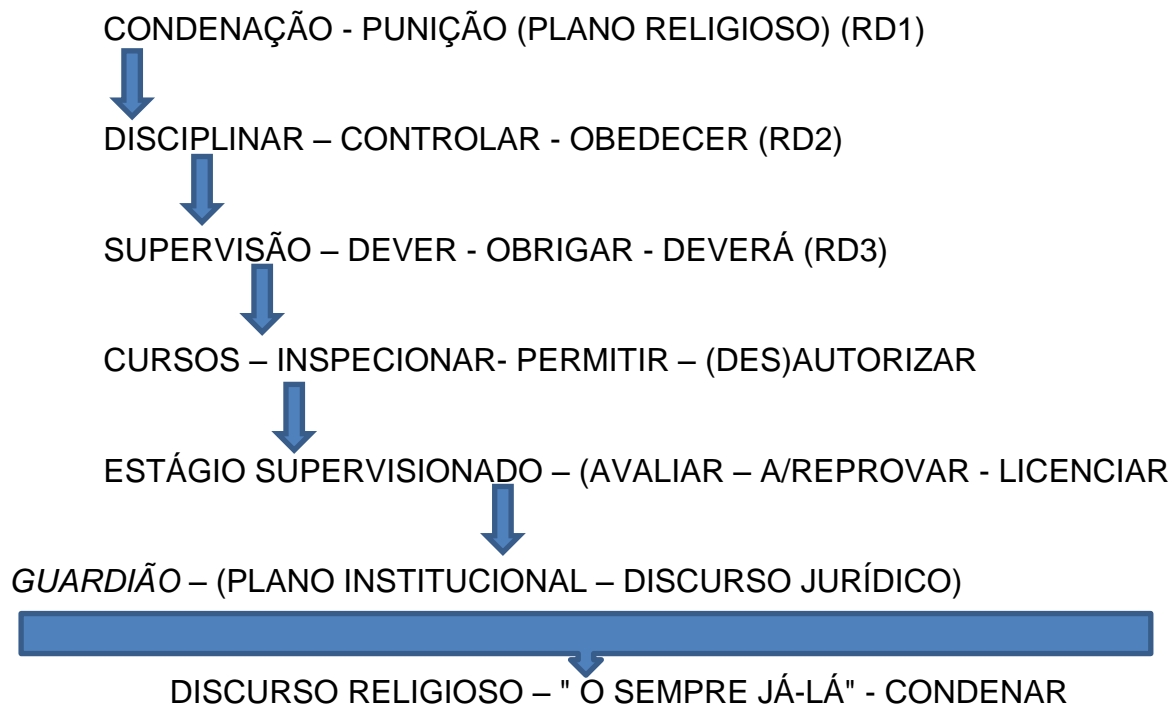 CONDENAÇÃO - PUNIÇÃO (PLANO RELIGIOSO) (RD1)
DISCIPLINAR – CONTROLAR - OBEDECER (RD2)
SUPERVISÃO – DEVER - OBRIGAR - DEVERÁ (RD3)
CURSOS – INSPECIONAR- PERMITIR – (DES)AUTORIZAR
ESTÁGIO SUPERVISIONADO – (AVALIAR – A/REPROVAR - LICENCIAR
GUARDIÃO – (PLANO INSTITUCIONAL – DISCURSO JURÍDICO)
DISCURSO RELIGIOSO – " O SEMPRE JÁ-LÁ" - CONDENAR